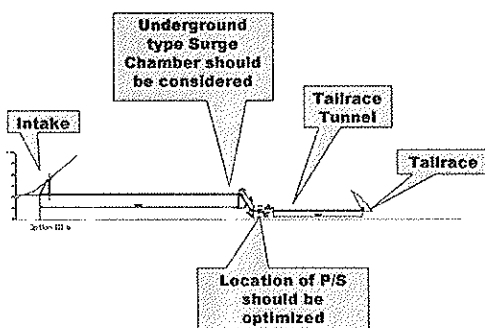 Underground
type Surge
Chamber should
be considered
Intake
Tailrace
Tunnel
Tailrace
Location of P/S
should be
optimized